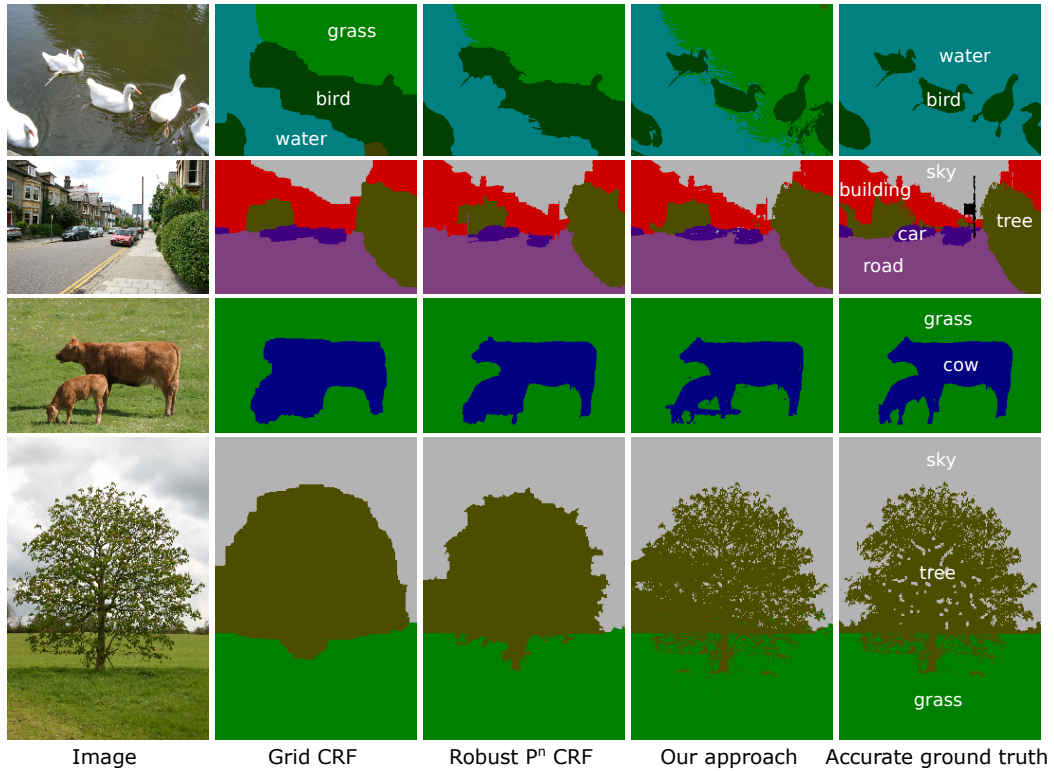 grass
bird
water
water
bird
sky
building
tree
car
road
grass
cow
sky
tree
grass
Image
Grid CRF
Robust Pⁿ CRF
Our approach
Accurate ground truth